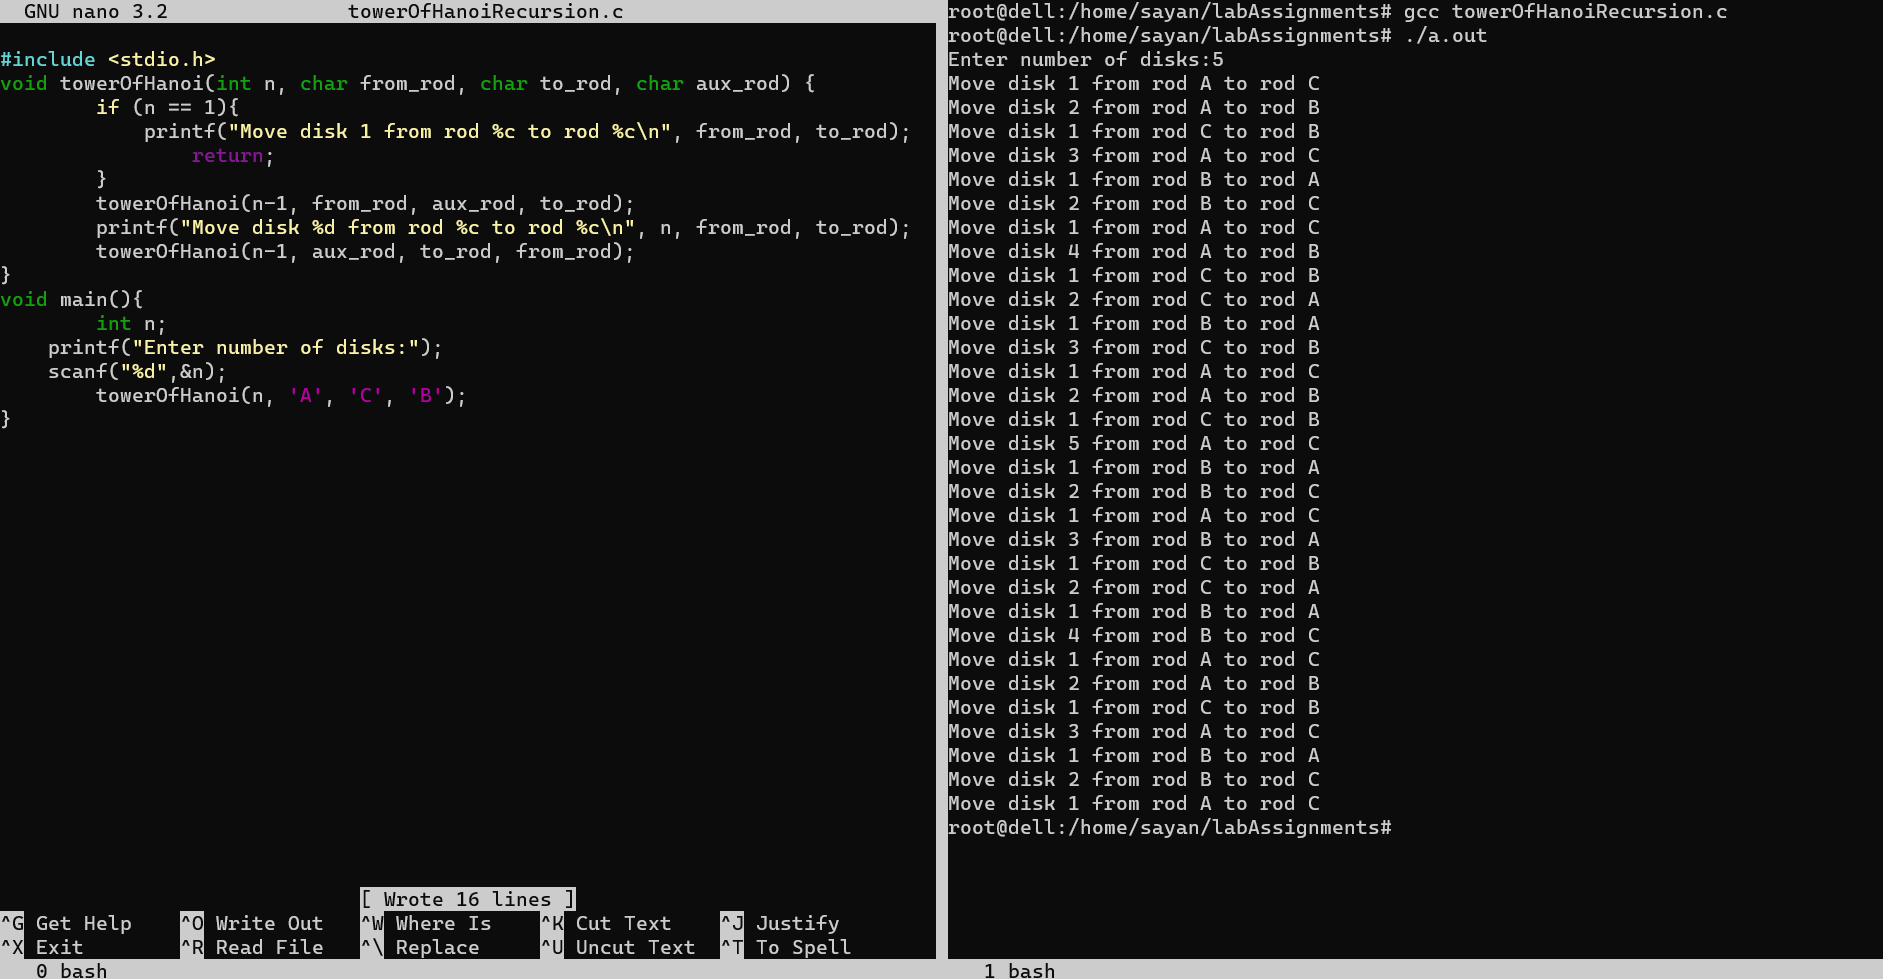 GNU nano 3.2 towerOfHanoiRecursion.c
#include <stdio.h>
void towerOfHanoi(int n, char from_rod, char to_rod, char aux_rod) {
if (n == 1){
printf("Move disk 1 from rod %c to rod %c\n", from_rod, to_rod);
return;
}
towerOfHanoi(n-1, from_rod, aux_rod, to_rod);
printf("Move disk %d from rod %c to rod %c\n", n, from_rod, to_rod);
towerOfHanoi(n-1, aux_rod, to_rod, from_rod);
}
void main(){
int n;
printf("Enter number of disks:");
scanf("%d",&n);
towerOfHanoi(n, 'A', 'C', 'B');
}
[ Wrote 16 lines ]
^G Get Help ^O Write Out ^W Where Is ^K Cut Text ^J Justify
^X Exit ^R Read File ^\ Replace ^U Uncut Text ^T To Spell
0 bash
root@dell:/home/sayan/labAssignments# gcc towerOfHanoiRecursion.c
root@dell:/home/sayan/labAssignments# ./a.out
Enter number of disks:5
Move disk 1 from rod A to rod C
Move disk 2 from rod A to rod B
Move disk 1 from rod C to rod B
Move disk 3 from rod A to rod C
Move disk 1 from rod B to rod A
Move disk 2 from rod B to rod C
Move disk 1 from rod A to rod C
Move disk 4 from rod A to rod B
Move disk 1 from rod C to rod B
Move disk 2 from rod C to rod A
Move disk 1 from rod B to rod A
Move disk 3 from rod C to rod B
Move disk 1 from rod A to rod C
Move disk 2 from rod A to rod B
Move disk 1 from rod C to rod B
Move disk 5 from rod A to rod C
Move disk 1 from rod B to rod A
Move disk 2 from rod B to rod C
Move disk 1 from rod A to rod C
Move disk 3 from rod B to rod A
Move disk 1 from rod C to rod B
Move disk 2 from rod C to rod A
Move disk 1 from rod B to rod A
Move disk 4 from rod B to rod C
Move disk 1 from rod A to rod C
Move disk 2 from rod A to rod B
Move disk 1 from rod C to rod B
Move disk 3 from rod A to rod C
Move disk 1 from rod B to rod A
Move disk 2 from rod B to rod C
Move disk 1 from rod A to rod C
root@dell:/home/sayan/labAssignments#
1 bash